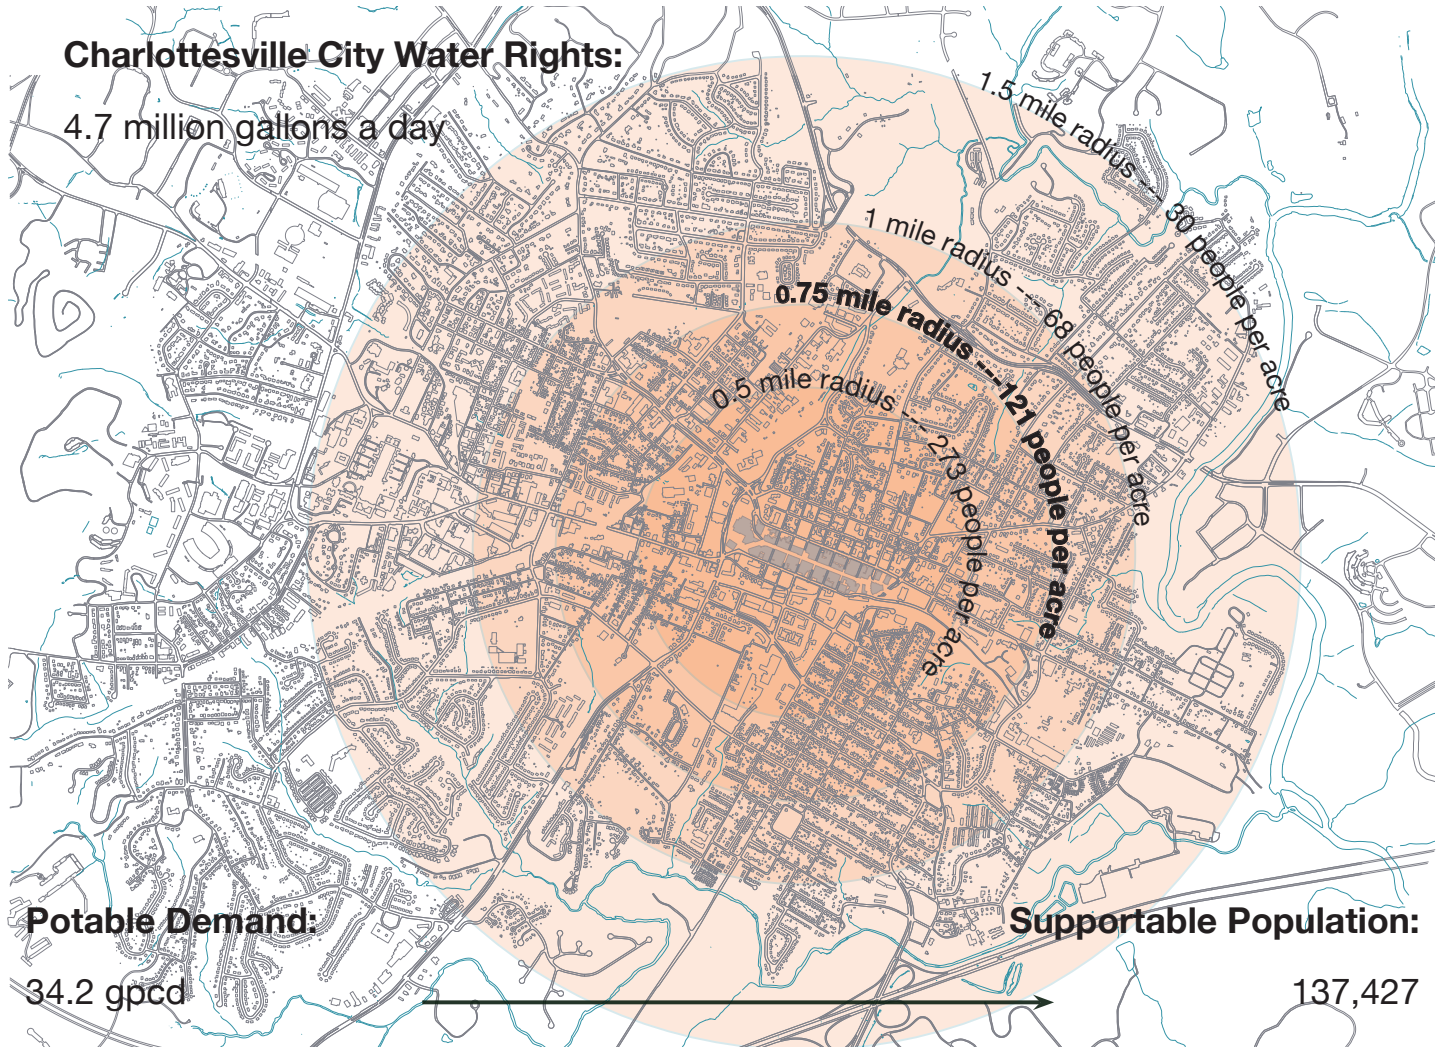 Charlottesville City Water Rights:
4.7 million gallons a day
1.5 mile radius --- 30 people per acre
1 mile radius --- 68 people per acre
0.75 mile radius ---121 people per acre
0.5 mile radius --- 273 people per acre
Potable Demand:
34.2 gpcd
Supportable Population:
137,427